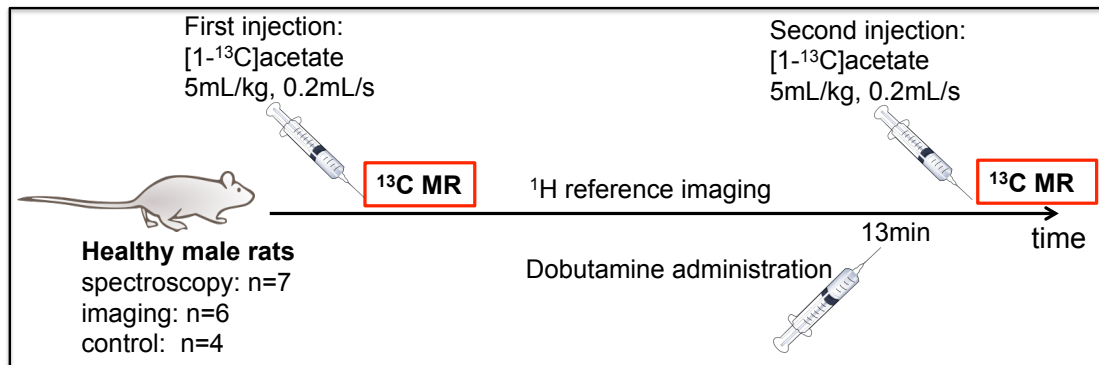 First injection:
[1-¹³C]acetate
5mL/kg, 0.2mL/s
Second injection:
[1-¹³C]acetate
5mL/kg, 0.2mL/s
¹³C MR
¹H reference imaging
¹³C MR
13min
time
Dobutamine administration
Healthy male rats
spectroscopy: n=7
imaging: n=6
control: n=4